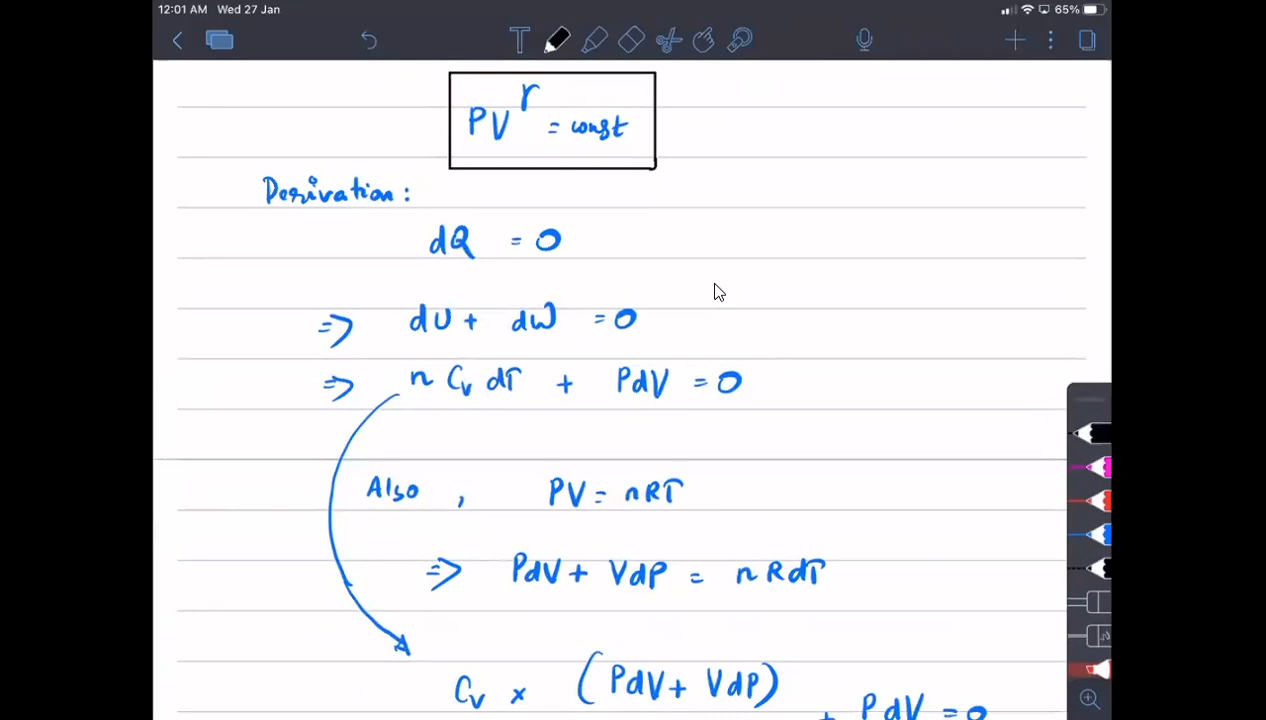 12:01 AM Wed 27 Jan 65%
T
PV^r = const
Derivation:
dQ = 0
=> dU + dW = 0
=> n Cv dT + PdV = 0
Also, PV = nRT
=> PdV + VdP = nRdT
Cv × (PdV + VdP) + PdV = 0